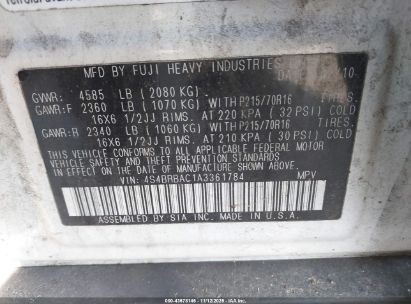 MFD. BY FUJI HEAVY INDUSTRIES
GVWR: 4585 LB (2080 KG)
GAWR:F 2360 LB (1070 KG) WITH P215/70R16 TIRES.
16X6 1/2JJ RIMS. AT 220 KPA (32 PSI) COLD
GAWR:R 2340 LB (1060 KG) WITH P215/70R16 TIRES.
16X6 1/2JJ RIMS. AT 210 KPA (30 PSI) COLD
THIS VEHICLE CONFORMS TO ALL APPLICABLE FEDERAL MOTOR
VEHICLE SAFETY AND THEFT PREVENTION STANDARDS IN EFFECT
ON THE DATE OF MANUFACTURE SHOWN ABOVE.
VIN: 4S4BRBAC1A3361784 MPV
ASSEMBLED BY SIA INC. MADE IN U.S.A.